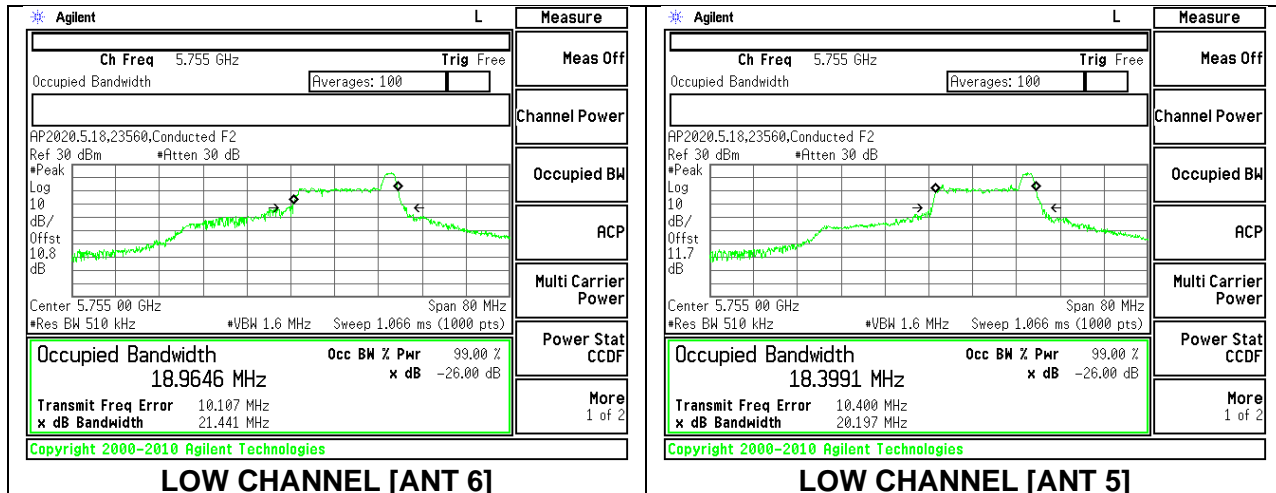 Agilent L Measure
Ch Freq 5.755 GHz Trig Free
Meas Off
Occupied Bandwidth Averages: 100
Channel Power
AP2020.5.18,23560,Conducted F2
Ref 30 dBm #Atten 30 dB
#Peak
Log
10
dB/
Offst
10.8
dB
Occupied BW
ACP
Multi Carrier
Power
Center 5.755 00 GHz Span 80 MHz
#Res BW 510 kHz #VBW 1.6 MHz Sweep 1.066 ms (1000 pts)
Power Stat
CCDF
Occupied Bandwidth Occ BW % Pwr 99.00 %
18.9646 MHz x dB -26.00 dB
Transmit Freq Error 10.107 MHz
x dB Bandwidth 21.441 MHz
More
1 of 2
Copyright 2000-2010 Agilent Technologies
LOW CHANNEL [ANT 6]
Agilent L Measure
Ch Freq 5.755 GHz Trig Free
Meas Off
Occupied Bandwidth Averages: 100
Channel Power
AP2020.5.18,23560,Conducted F2
Ref 30 dBm #Atten 30 dB
#Peak
Log
10
dB/
Offst
11.7
dB
Occupied BW
ACP
Multi Carrier
Power
Center 5.755 00 GHz Span 80 MHz
#Res BW 510 kHz #VBW 1.6 MHz Sweep 1.066 ms (1000 pts)
Power Stat
CCDF
Occupied Bandwidth Occ BW % Pwr 99.00 %
18.3991 MHz x dB -26.00 dB
Transmit Freq Error 10.400 MHz
x dB Bandwidth 20.197 MHz
More
1 of 2
Copyright 2000-2010 Agilent Technologies
LOW CHANNEL [ANT 5]